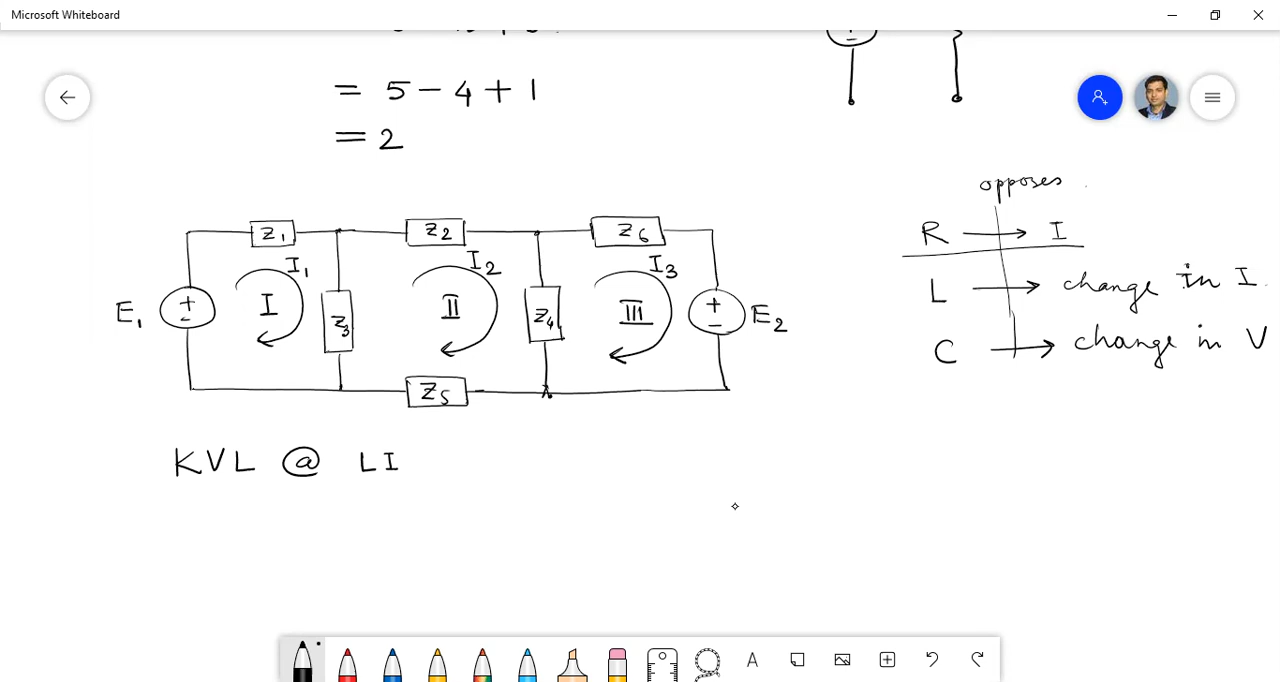 Microsoft Whiteboard
= 5 - 4 + 1
= 2
opposes
R → I
L → change in I
C → change in V
Z1 Z2 Z6
I1 I2 I3
E1 + - I Z3 II Z4 III + - E2
Z5
KVL @ LI
A